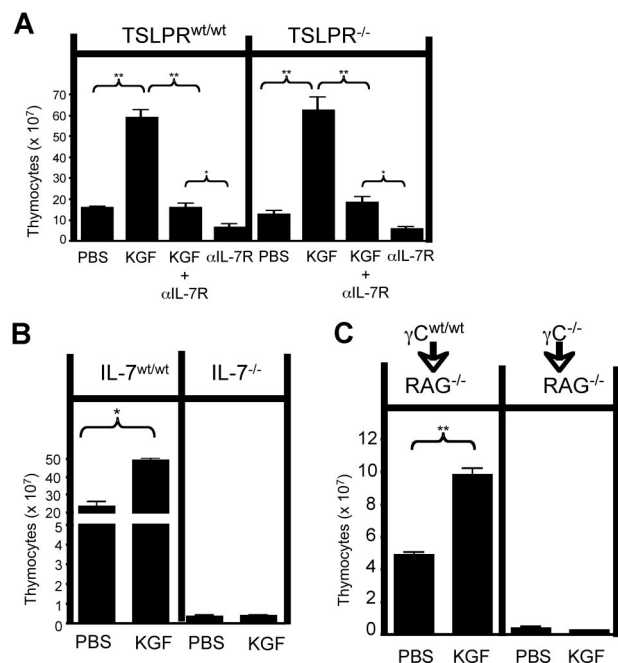 A
TSLPRwt/wt TSLPR-/-
** ** ** **
* *
Thymocytes (x 10⁷)
70
60
50
40
30
20
10
0
PBS KGF KGF αIL-7R PBS KGF KGF αIL-7R
+ +
αIL-7R αIL-7R
B
IL-7wt/wt IL-7-/-
*
Thymocytes (x 10⁷)
50
40
30
20
5
4
3
2
1
0
PBS KGF PBS KGF
C
γCwt/wt γC-/-
RAG-/- RAG-/-
**
Thymocytes (x 10⁷)
12
10
8
6
4
2
0
PBS KGF PBS KGF